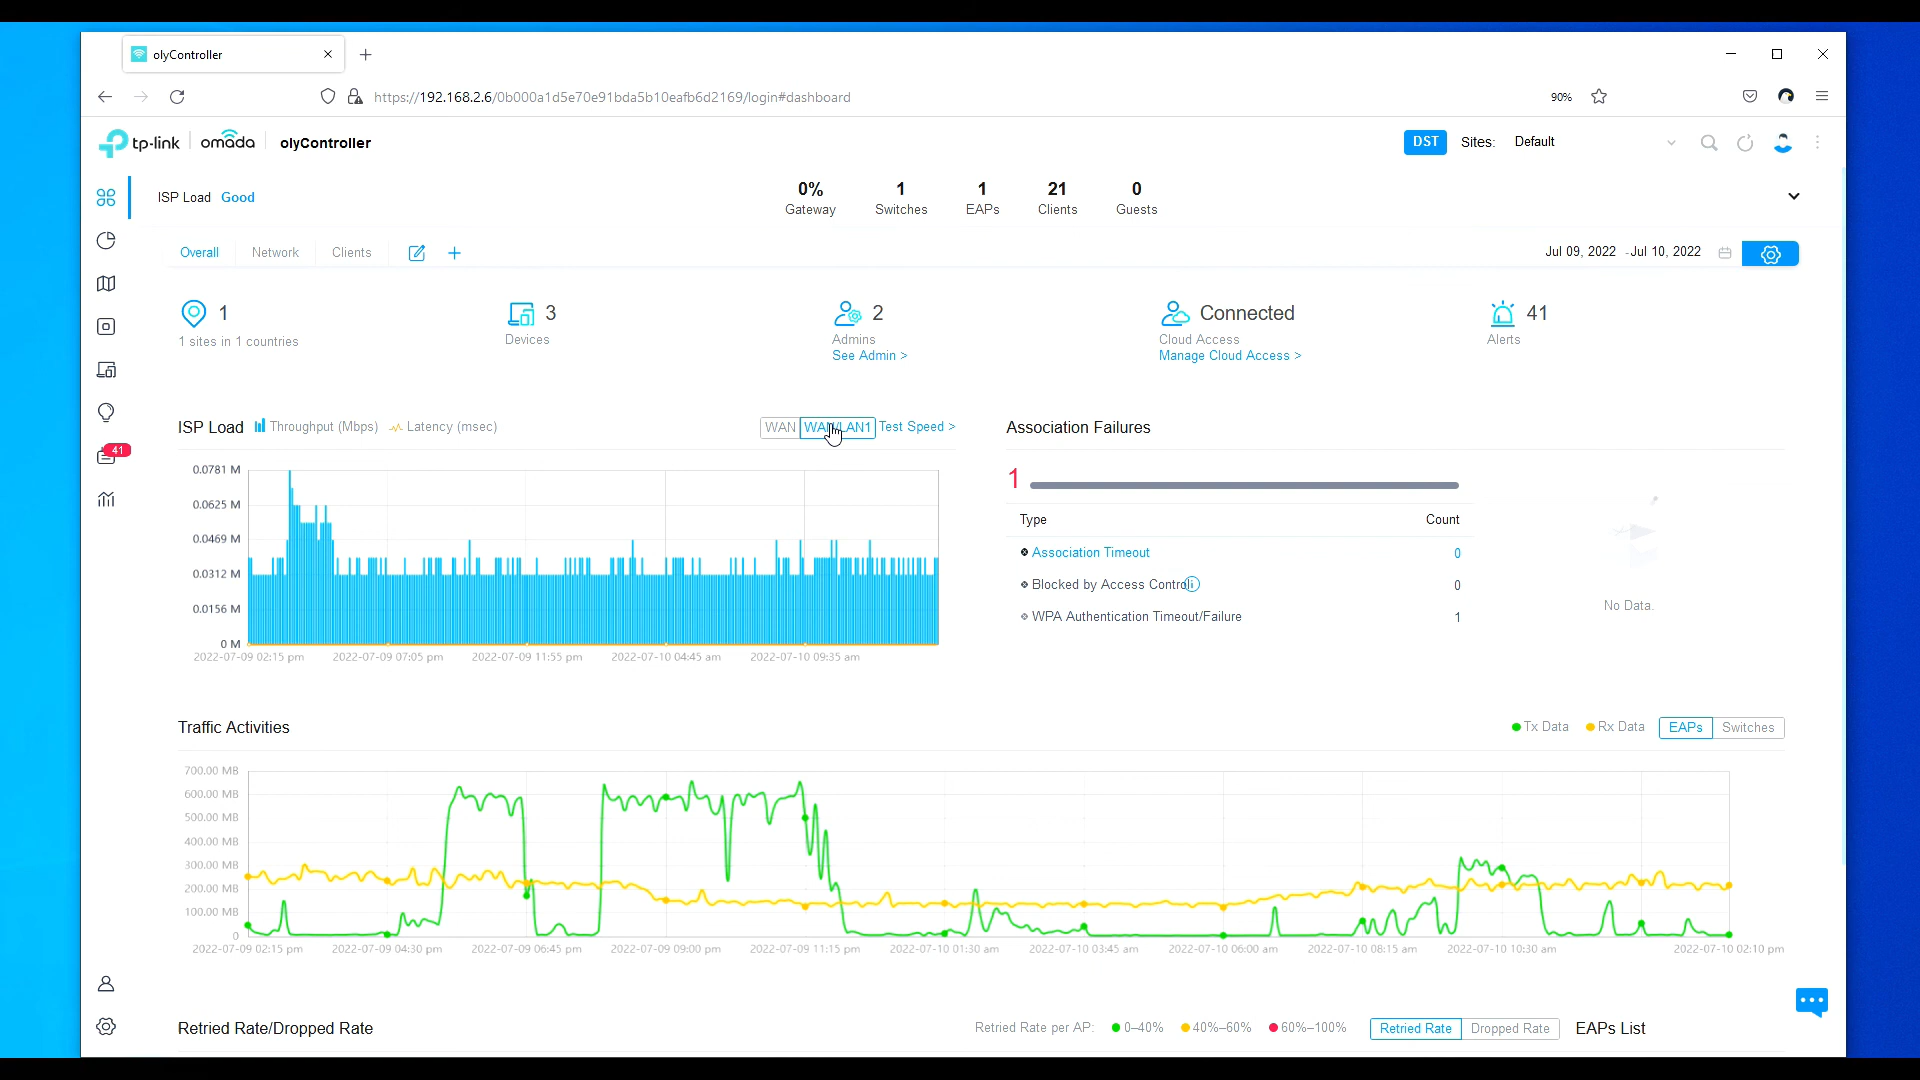 olyController
https://192.168.2.6/0b000a1d5e70e91bda5b10eafb6d2169/login#dashboard
90%
tp-link
omada
olyController
DST
Sites:
Default
ISP Load Good
0%
Gateway
1
Switches
1
EAPs
21
Clients
0
Guests
Overall
Network
Clients
Jul 09, 2022 -Jul 10, 2022
1
1 sites in 1 countries
3
Devices
2
Admins
See Admin >
Connected
Cloud Access
Manage Cloud Access >
41
Alerts
41
ISP Load
Throughput (Mbps)
Latency (msec)
WAN
WAN/LAN1
Test Speed >
0.0781 M
0.0625 M
0.0469 M
0.0312 M
0.0156 M
0 M
2022-07-09 02:15 pm
2022-07-09 07:05 pm
2022-07-09 11:55 pm
2022-07-10 04:45 am
2022-07-10 09:35 am
Association Failures
1
Type
Count
Association Timeout
0
Blocked by Access Control
0
WPA Authentication Timeout/Failure
1
No Data.
Traffic Activities
Tx Data
Rx Data
EAPs
Switches
700.00 MB
600.00 MB
500.00 MB
400.00 MB
300.00 MB
200.00 MB
100.00 MB
0
2022-07-09 02:15 pm
2022-07-09 04:30 pm
2022-07-09 06:45 pm
2022-07-09 09:00 pm
2022-07-09 11:15 pm
2022-07-10 01:30 am
2022-07-10 03:45 am
2022-07-10 06:00 am
2022-07-10 08:15 am
2022-07-10 10:30 am
2022-07-10 02:10 pm
Retried Rate/Dropped Rate
Retried Rate per AP:
0–40%
40%–60%
60%–100%
Retried Rate
Dropped Rate
EAPs List